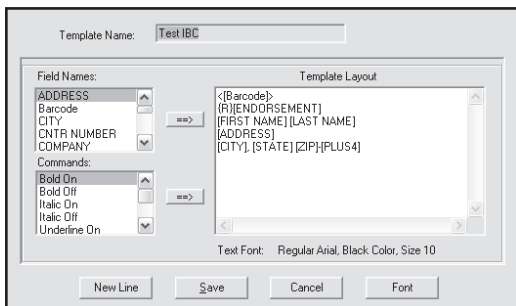 Template Name: Test IBC
Field Names:
ADDRESS
Barcode
CITY
CNTR NUMBER
COMPANY
==>
Commands:
Bold On
Bold Off
Italic On
Italic Off
Underline On
==>
Template Layout
<[Barcode]>
{R}[ENDORSEMENT]
[FIRST NAME] [LAST NAME]
[ADDRESS]
[CITY], [STATE] [ZIP]-[PLUS4]
Text Font: Regular Arial, Black Color, Size 10
New Line Save Cancel Font